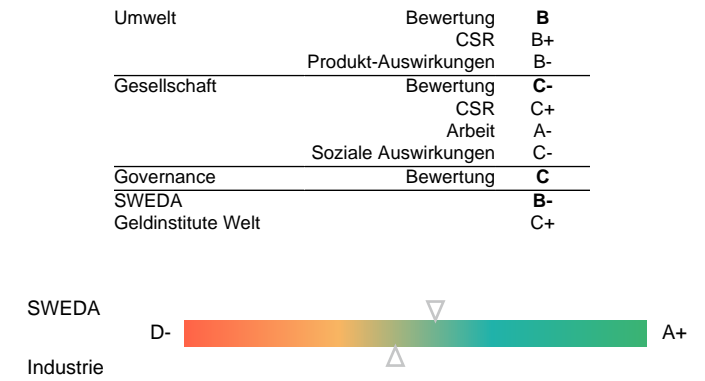 Umwelt Bewertung B
CSR B+
Produkt-Auswirkungen B-
Gesellschaft Bewertung C-
CSR C+
Arbeit A-
Soziale Auswirkungen C-
Governance Bewertung C
SWEDA B-
Geldinstitute Welt C+
SWEDA
D- A+
Industrie